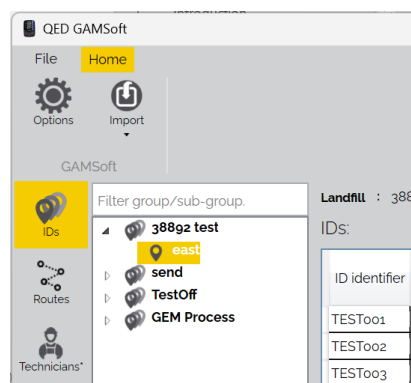 QED GAMSoft
File Home
Options Import
GAMSoft
IDs
Routes
Technicians*
Filter group/sub-group.
38892 test
east
send
TestOff
GEM Process
Landfill : 388
IDs:
ID identifier
TEST001
TEST002
TEST003